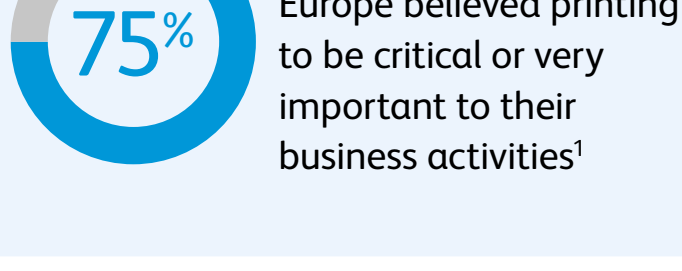 75%
Europe believed printing
to be critical or very
important to their
business activities¹